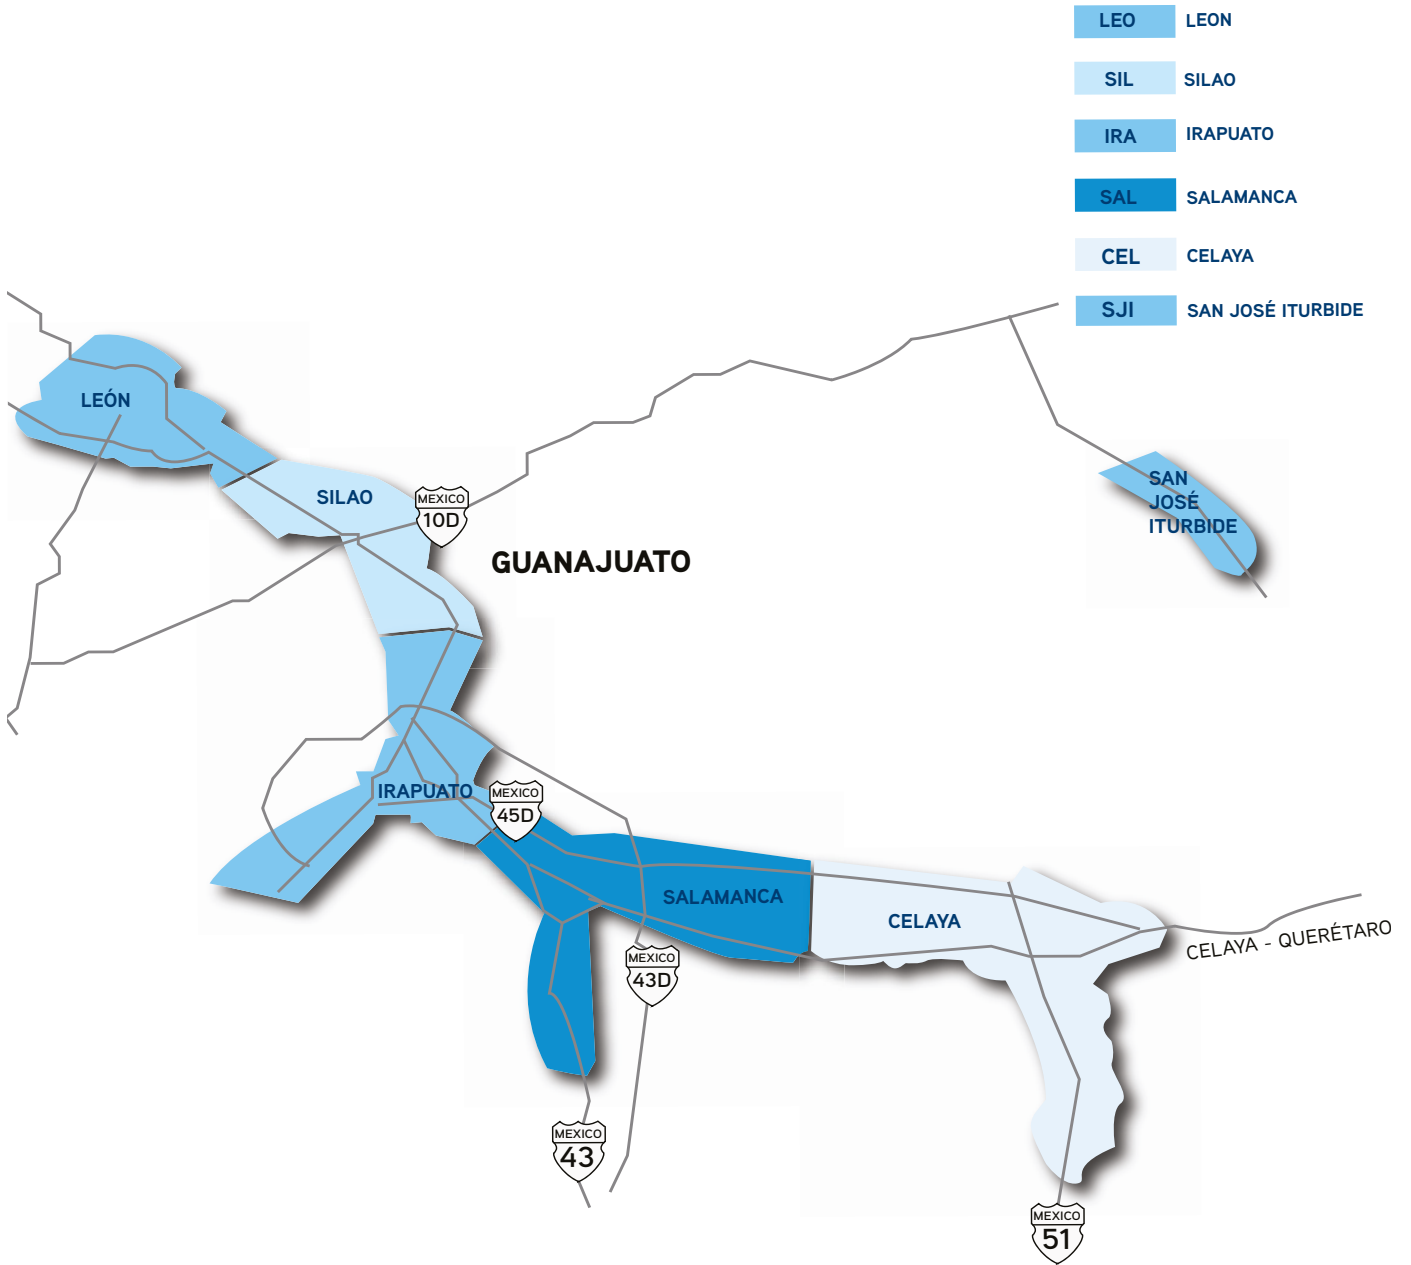 LEO LEON
SIL SILAO
IRA IRAPUATO
SAL SALAMANCA
CEL CELAYA
SJI SAN JOSÉ ITURBIDE
LEÓN
SILAO
MEXICO
10D
SAN
JOSÉ
ITURBIDE
GUANAJUATO
IRAPUATO
MEXICO
45D
SALAMANCA
CELAYA
CELAYA - QUERÉTARO
MEXICO
43D
MEXICO
43
MEXICO
51